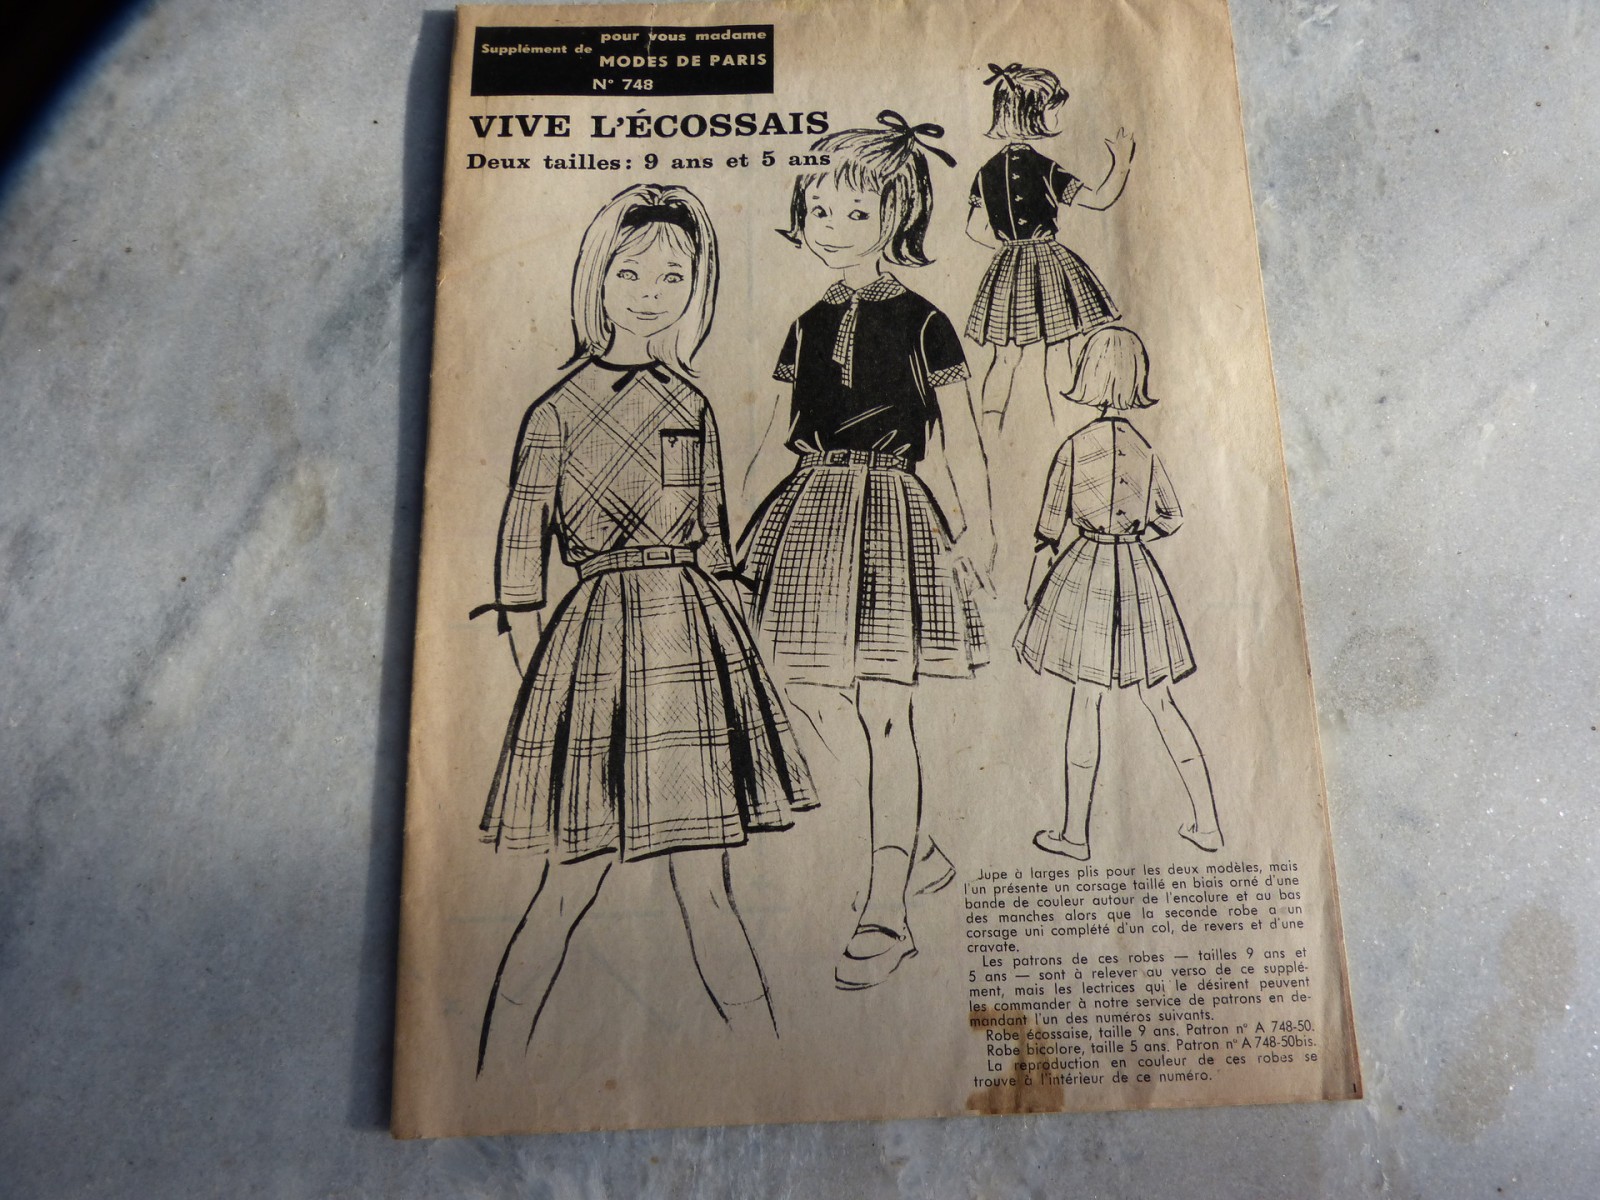 Supplément de pour vous madame
MODES DE PARIS
N° 748
VIVE L'ÉCOSSAIS
Deux tailles : 9 ans et 5 ans
Jupe à larges plis pour les deux modèles, mais
l'un présente un corsage taillé en biais orné d'une
bande de couleur autour de l'encolure et au bas
des manches alors que la seconde robe a un
corsage uni complété d'un col, de revers et d'une
cravate.
Les patrons de ces robes — tailles 9 ans et
5 ans — sont à relever au verso de ce supplé-
ment, mais les lectrices qui le désirent peuvent
les commander à notre service de patrons en de-
mandant l'un des numéros suivants.
Robe écossaise, taille 9 ans. Patron n° A 748-50.
Robe bicolore, taille 5 ans. Patron n° A 748-50bis.
La reproduction en couleur de ces robes se
trouve à l'intérieur de ce numéro.
1